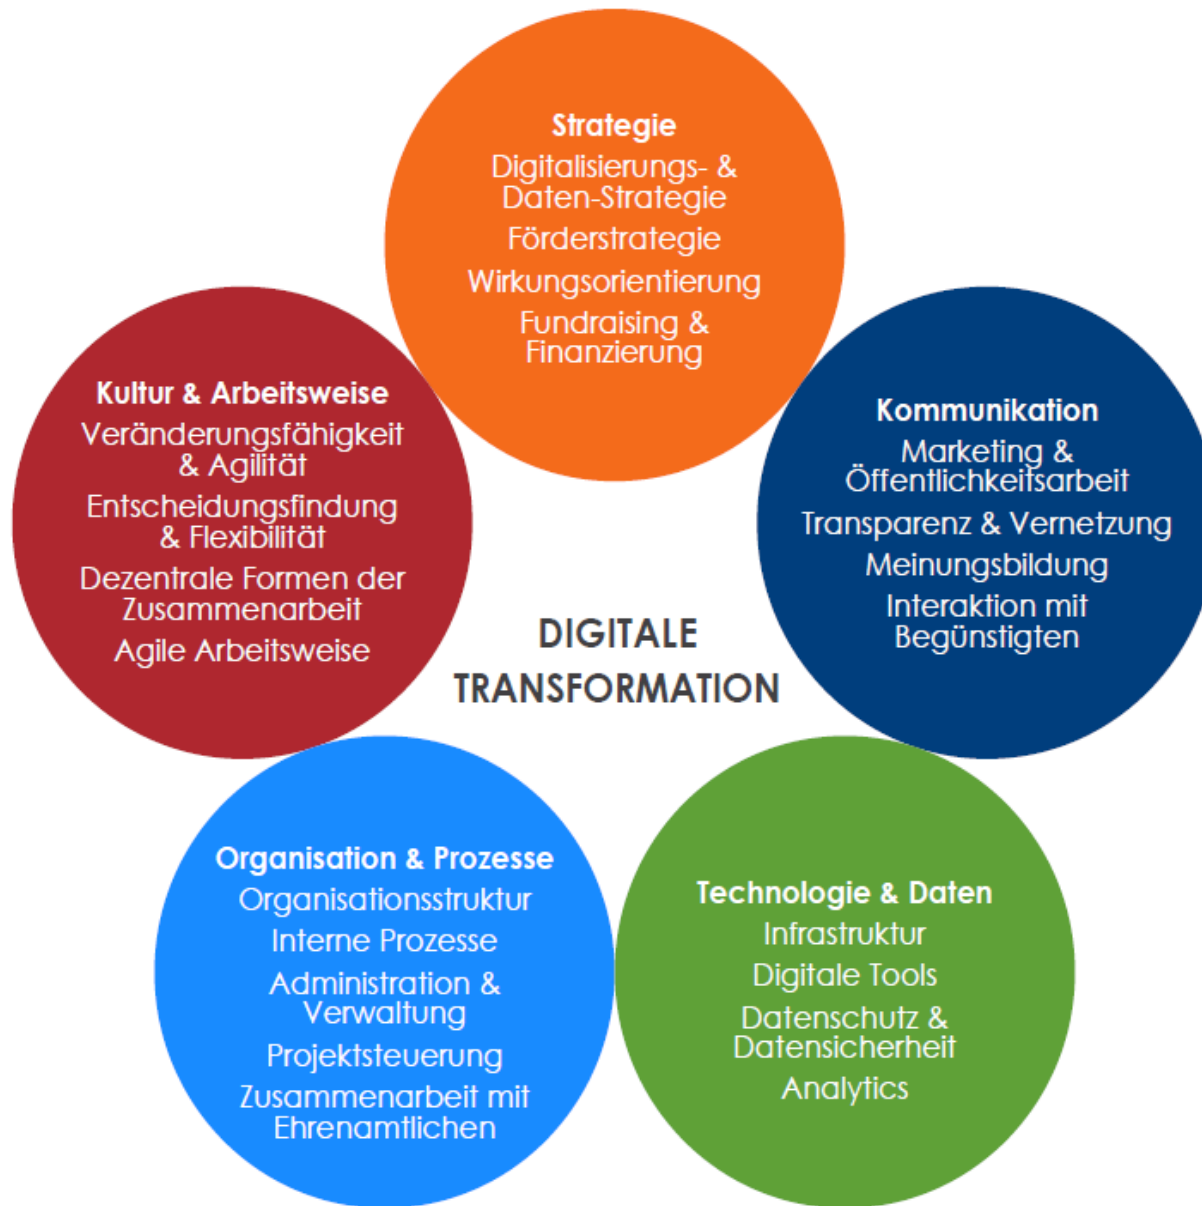 Strategie
Digitalisierungs- &
Daten-Strategie
Förderstrategie
Wirkungsorientierung
Fundraising &
Finanzierung
Kultur & Arbeitsweise
Veränderungsfähigkeit
& Agilität
Entscheidungsfindung
& Flexibilität
Dezentrale Formen der
Zusammenarbeit
Agile Arbeitsweise
Kommunikation
Marketing &
Öffentlichkeitsarbeit
Transparenz & Vernetzung
Meinungsbildung
Interaktion mit
Begünstigten
DIGITALE
TRANSFORMATION
Organisation & Prozesse
Organisationsstruktur
Interne Prozesse
Administration &
Verwaltung
Projektsteuerung
Zusammenarbeit mit
Ehrenamtlichen
Technologie & Daten
Infrastruktur
Digitale Tools
Datenschutz &
Datensicherheit
Analytics